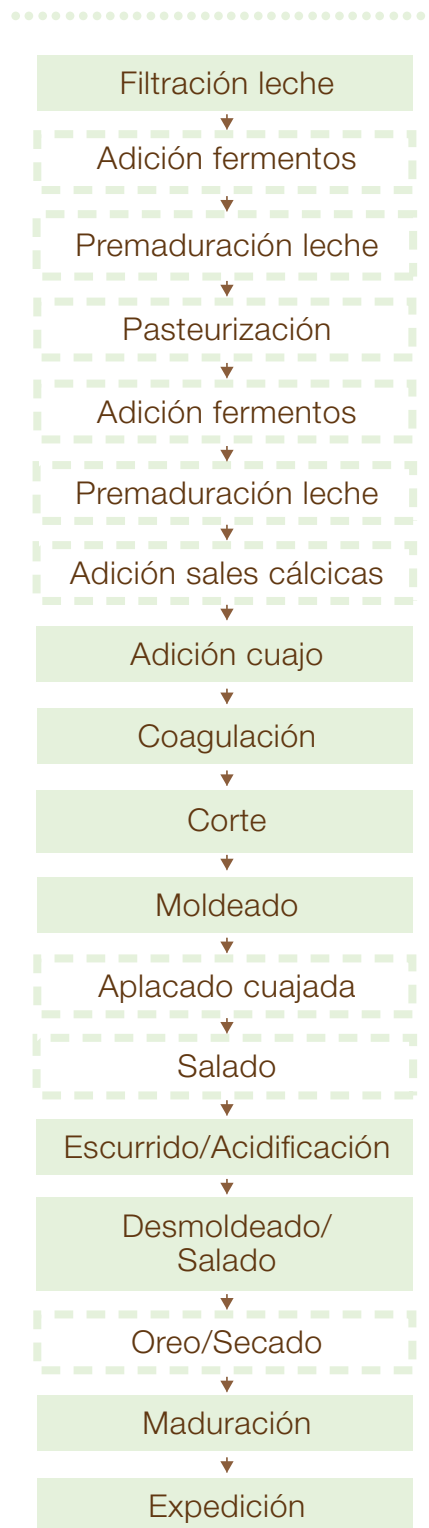 Filtración leche
Adición fermentos
Premaduración leche
Pasteurización
Adición fermentos
Premaduración leche
Adición sales cálcicas
Adición cuajo
Coagulación
Corte
Moldeado
Aplacado cuajada
Salado
Escurrido/Acidificación
Desmoldeado/
Salado
Oreo/Secado
Maduración
Expedición